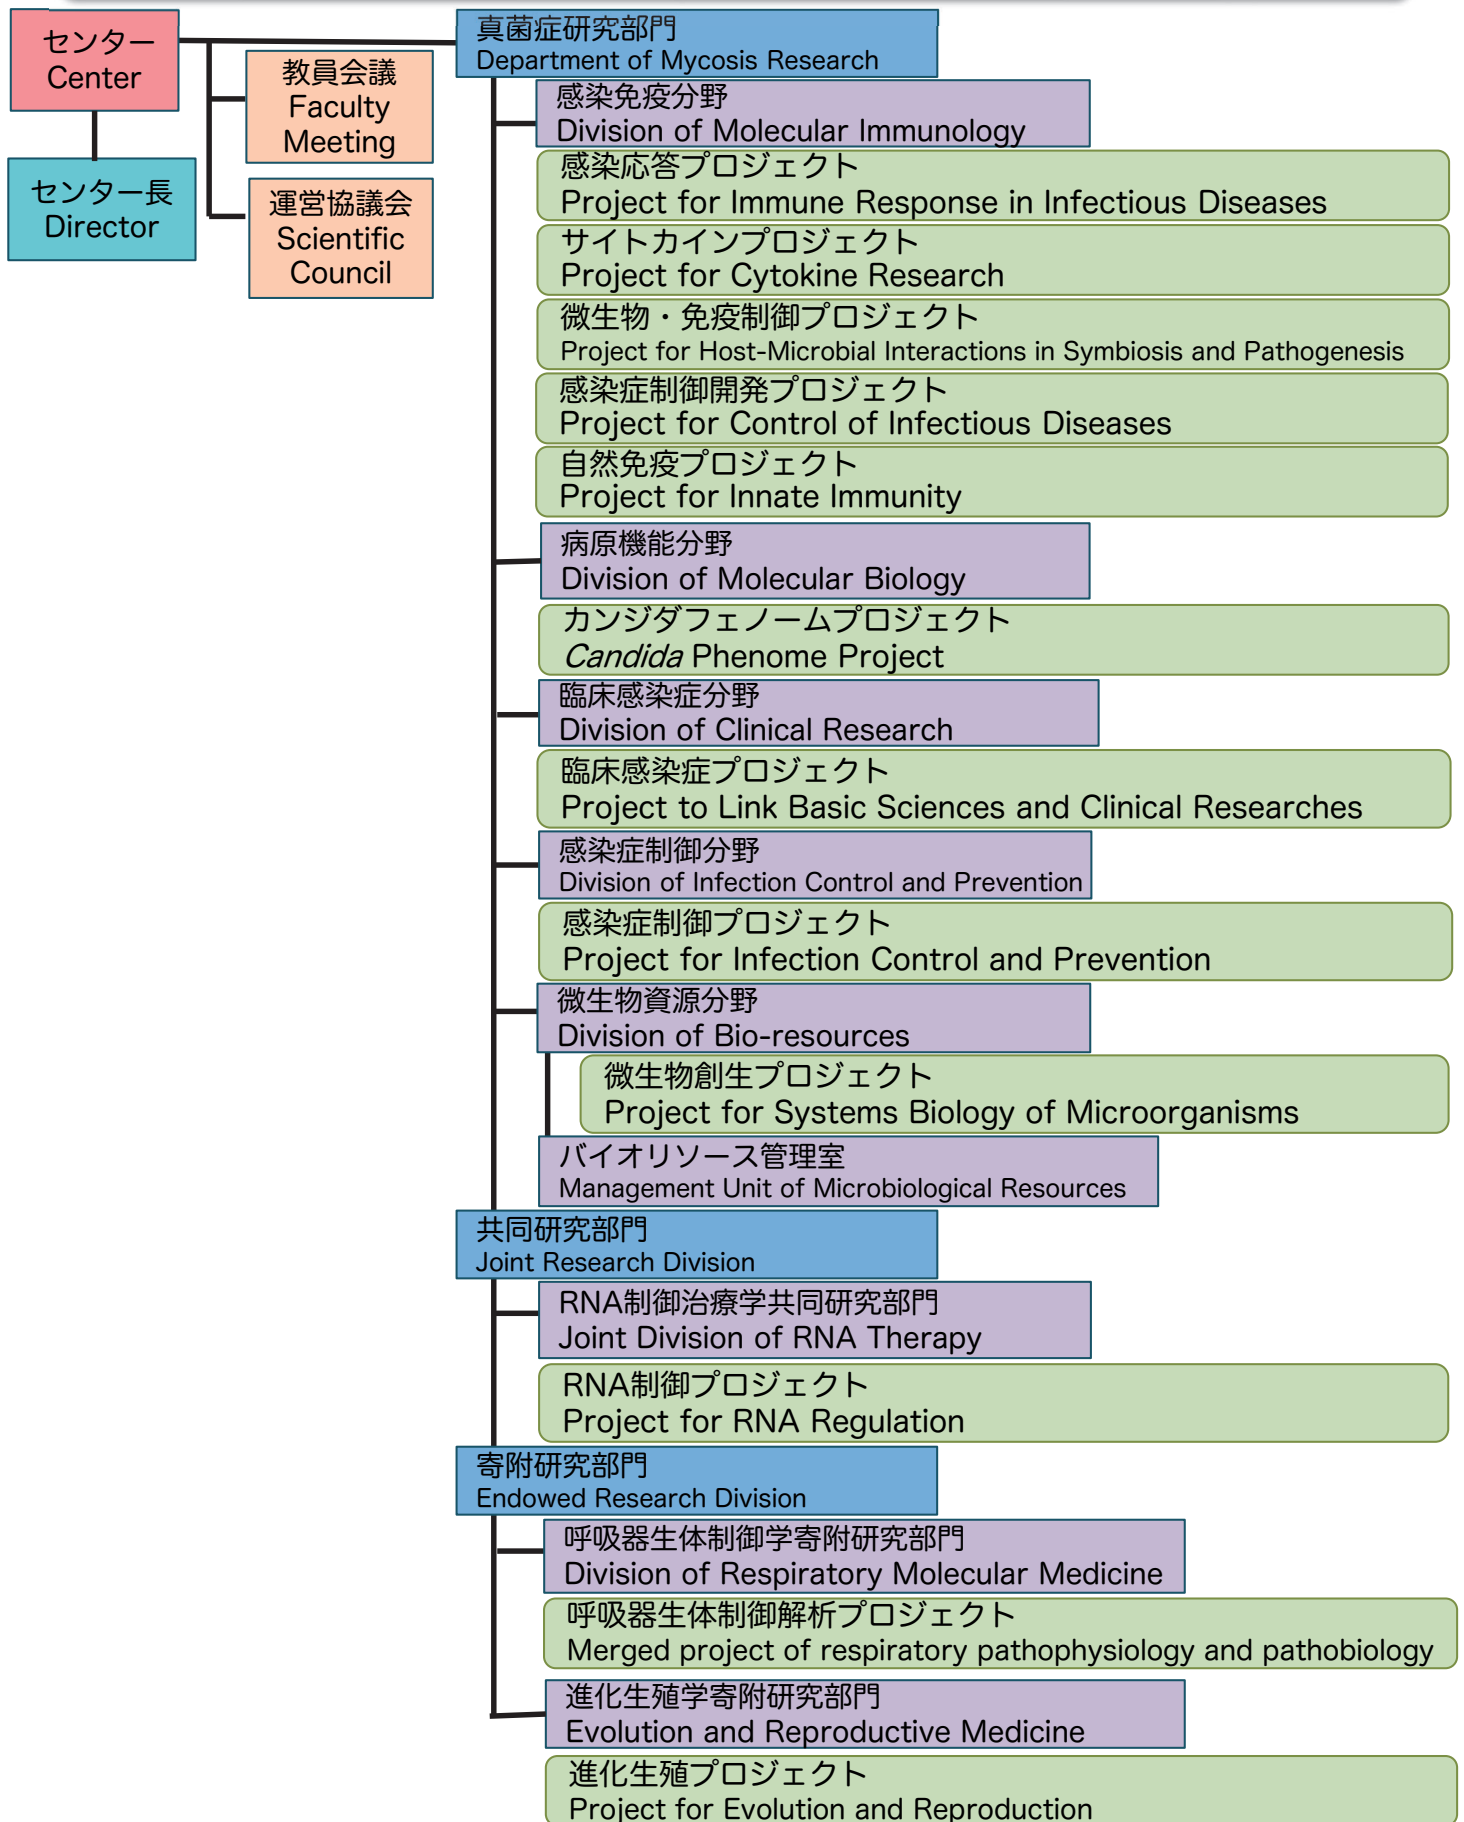 センター
Center
センター長
Director
教員会議
Faculty
Meeting
運営協議会
Scientific
Council
真菌症研究部門
Department of Mycosis Research
感染免疫分野
Division of Molecular Immunology
感染応答プロジェクト
Project for Immune Response in Infectious Diseases
サイトカインプロジェクト
Project for Cytokine Research
微生物・免疫制御プロジェクト
Project for Host-Microbial Interactions in Symbiosis and Pathogenesis
感染症制御開発プロジェクト
Project for Control of Infectious Diseases
自然免疫プロジェクト
Project for Innate Immunity
病原機能分野
Division of Molecular Biology
カンジダフェノームプロジェクト
Candida Phenome Project
臨床感染症分野
Division of Clinical Research
臨床感染症プロジェクト
Project to Link Basic Sciences and Clinical Researches
感染症制御分野
Division of Infection Control and Prevention
感染症制御プロジェクト
Project for Infection Control and Prevention
微生物資源分野
Division of Bio-resources
微生物創生プロジェクト
Project for Systems Biology of Microorganisms
バイオリソース管理室
Management Unit of Microbiological Resources
共同研究部門
Joint Research Division
RNA制御治療学共同研究部門
Joint Division of RNA Therapy
RNA制御プロジェクト
Project for RNA Regulation
寄附研究部門
Endowed Research Division
呼吸器生体制御学寄附研究部門
Division of Respiratory Molecular Medicine
呼吸器生体制御解析プロジェクト
Merged project of respiratory pathophysiology and pathobiology
進化生殖学寄附研究部門
Evolution and Reproductive Medicine
進化生殖プロジェクト
Project for Evolution and Reproduction